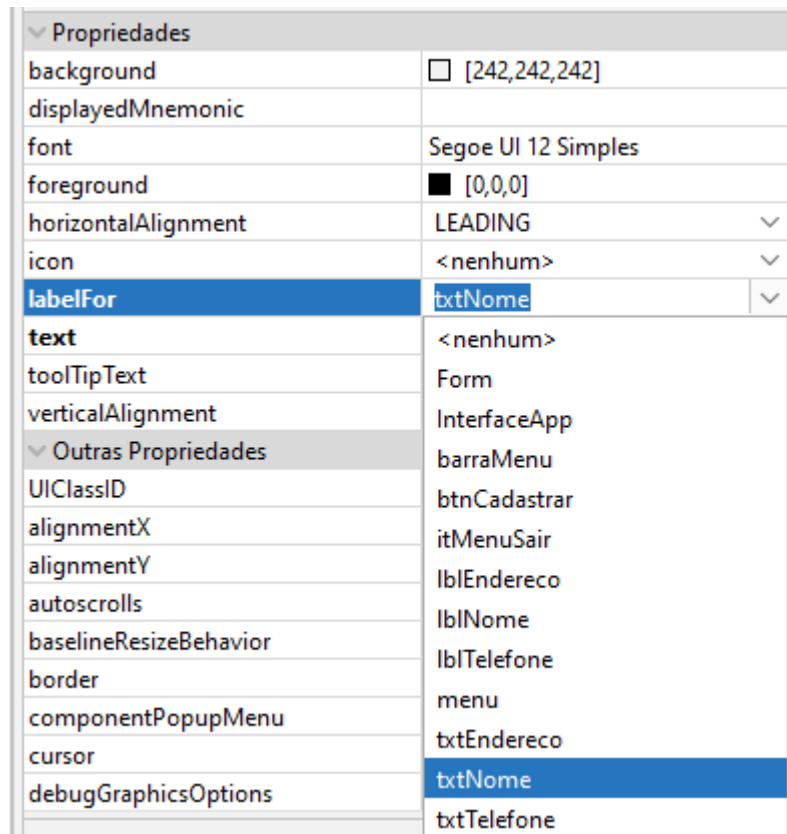 Propriedades
background [242,242,242]
displayedMnemonic
font Segoe UI 12 Simples
foreground [0,0,0]
horizontalAlignment LEADING
icon <nenhum>
labelFor txtNome
text <nenhum>
toolTipText Form
verticalAlignment InterfaceApp
Outras Propriedades barraMenu
UIClassID btnCadastrar
alignmentX itMenuSair
alignmentY lblEndereco
autoscrolls lblNome
baselineResizeBehavior lblTelefone
border menu
componentPopupMenu txtEndereco
cursor txtNome
debugGraphicsOptions txtTelefone